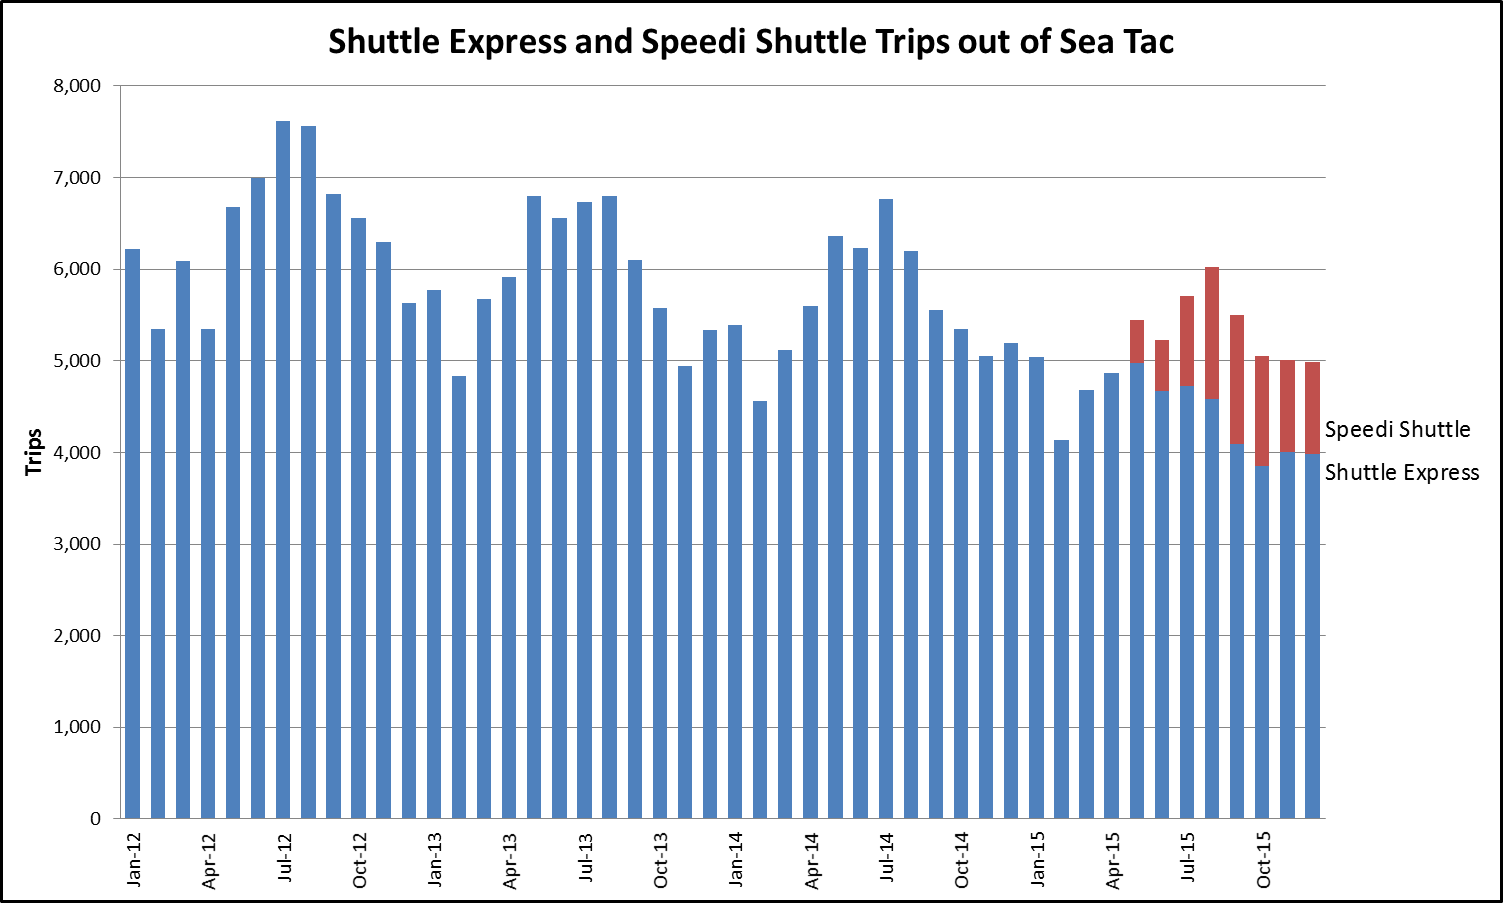 Shuttle Express and Speedi Shuttle Trips out of Sea Tac
8,000
7,000
6,000
5,000
4,000
3,000
2,000
1,000
0
Trips
Speedi Shuttle
Shuttle Express
Jan-12
Apr-12
Jul-12
Oct-12
Jan-13
Apr-13
Jul-13
Oct-13
Jan-14
Apr-14
Jul-14
Oct-14
Jan-15
Apr-15
Jul-15
Oct-15